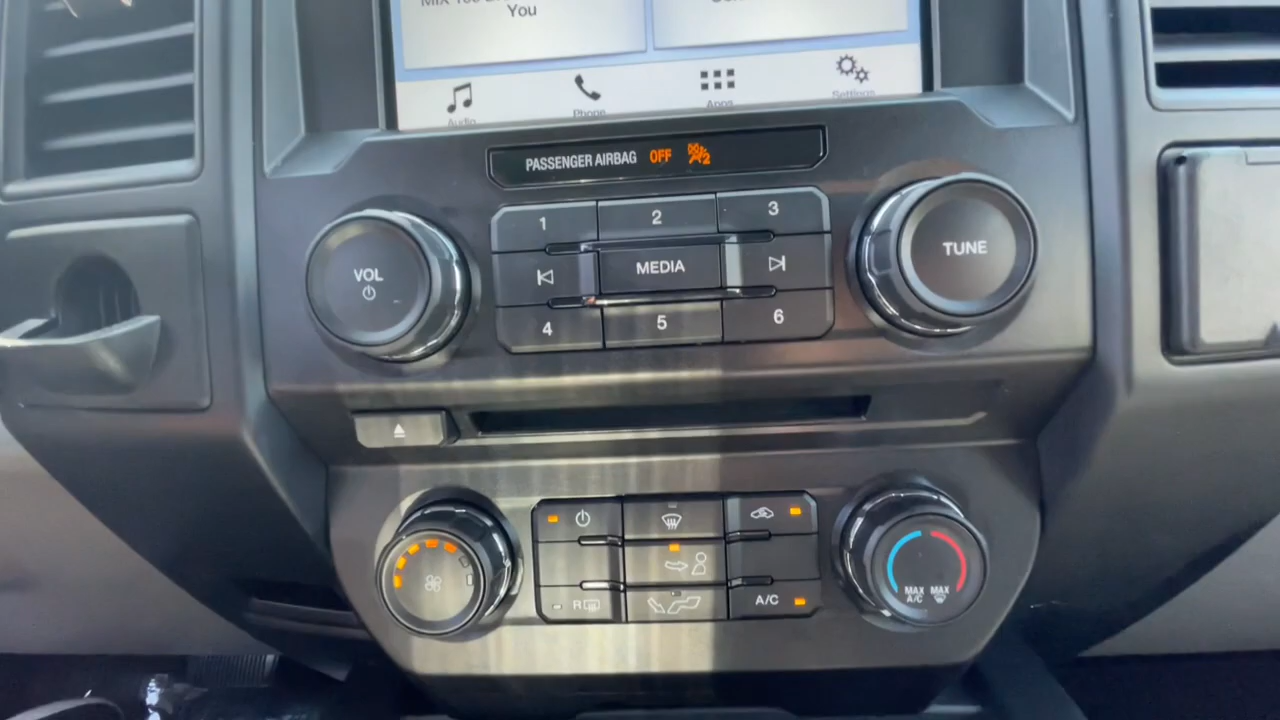 You
Audio
Phone
Apps
Settings
PASSENGER AIRBAG OFF
1
2
3
VOL
MEDIA
TUNE
4
5
6
R
A/C
MAX A/C
MAX